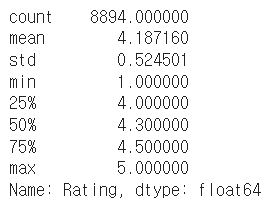 count    8894.000000
mean        4.187160
std         0.524501
min         1.000000
25%         4.000000
50%         4.300000
75%         4.500000
max         5.000000
Name: Rating, dtype: float64